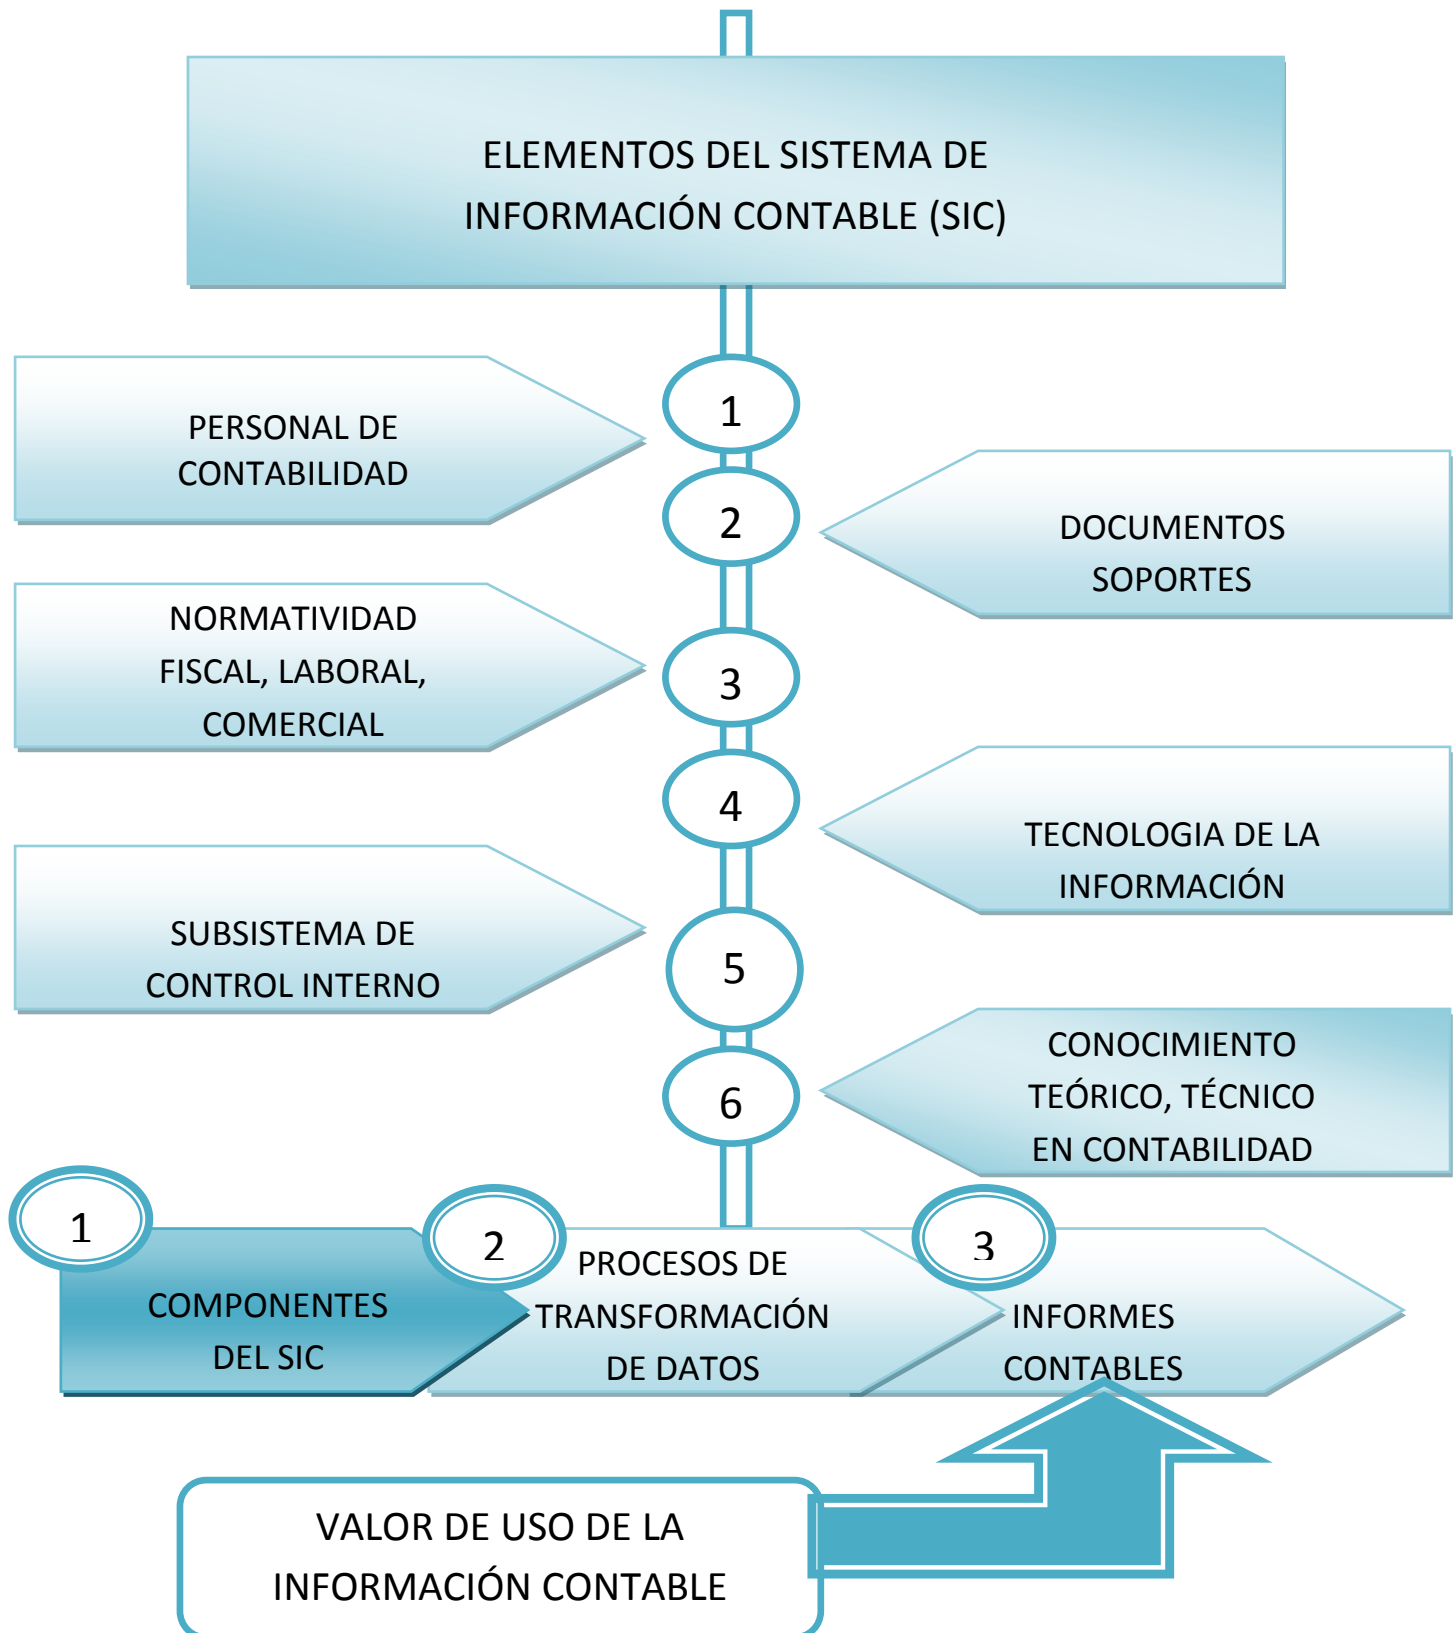 ELEMENTOS DEL SISTEMA DE
INFORMACIÓN CONTABLE (SIC)
1
PERSONAL DE
CONTABILIDAD
2
DOCUMENTOS
SOPORTES
3
NORMATIVIDAD
FISCAL, LABORAL,
COMERCIAL
4
TECNOLOGIA DE LA
INFORMACIÓN
5
SUBSISTEMA DE
CONTROL INTERNO
6
CONOCIMIENTO
TEÓRICO, TÉCNICO
EN CONTABILIDAD
1
COMPONENTES
DEL SIC
2
PROCESOS DE
TRANSFORMACIÓN
DE DATOS
3
INFORMES
CONTABLES
VALOR DE USO DE LA
INFORMACIÓN CONTABLE